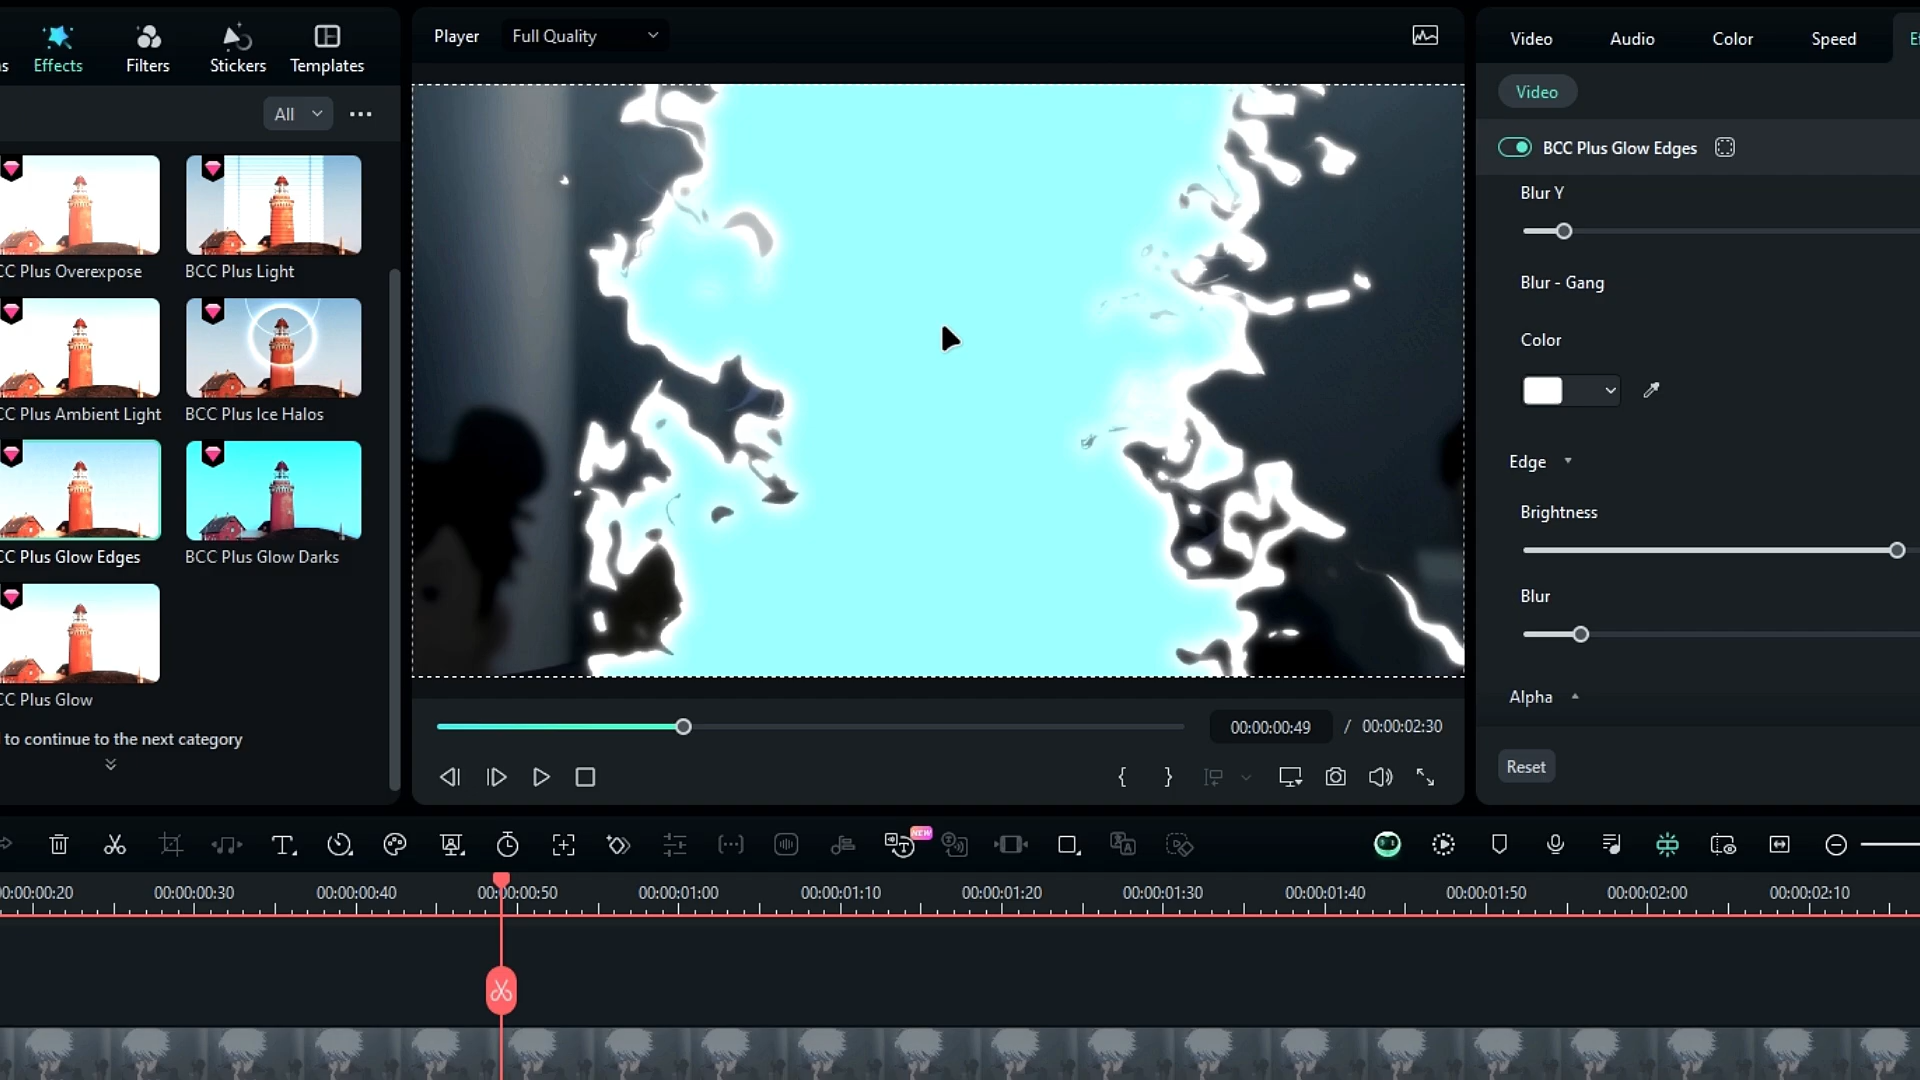 Effects
Filters
Stickers
Templates
Player
Full Quality
Video
Audio
Color
Speed
All
Video
BCC Plus Glow Edges
CC Plus Overexpose
BCC Plus Light
Blur Y
Blur - Gang
CC Plus Ambient Light
BCC Plus Ice Halos
Color
Edge
Brightness
CC Plus Glow Edges
BCC Plus Glow Darks
Blur
CC Plus Glow
Alpha
to continue to the next category
00:00:00:49 / 00:00:02:30
Reset
NEW
00:00:00:20
00:00:00:30
00:00:00:40
00:00:00:50
00:00:01:00
00:00:01:10
00:00:01:20
00:00:01:30
00:00:01:40
00:00:01:50
00:00:02:00
00:00:02:10